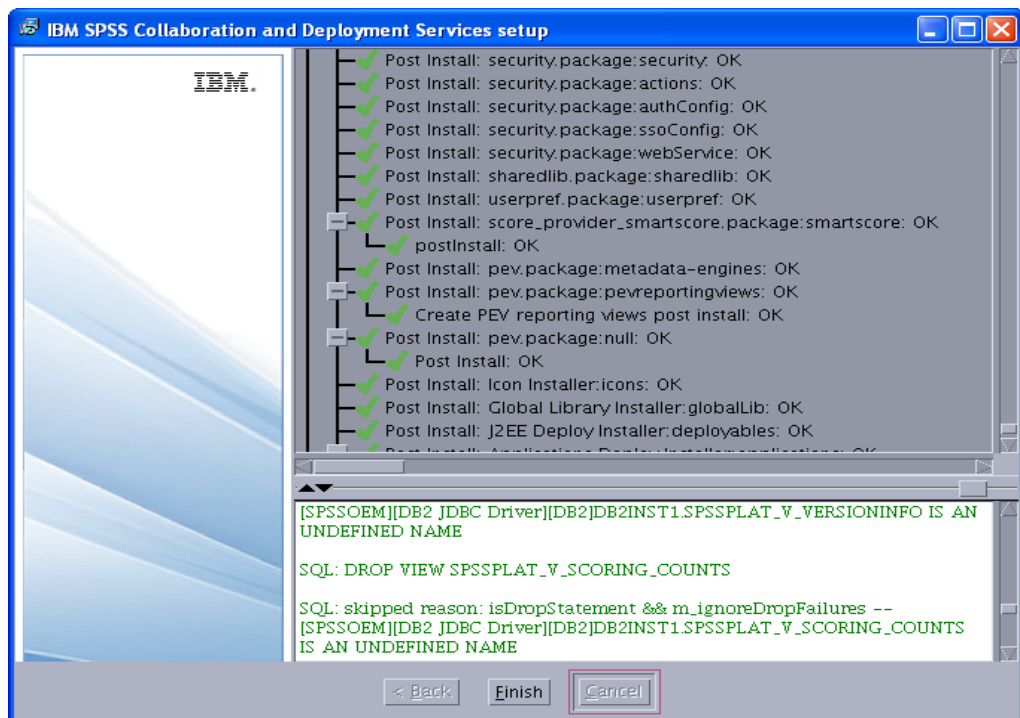 IBM SPSS Collaboration and Deployment Services setup
IBM.
Post Install: security.package:security: OK
Post Install: security.package:actions: OK
Post Install: security.package:authConfig: OK
Post Install: security.package:ssoConfig: OK
Post Install: security.package:webService: OK
Post Install: sharedlib.package:sharedlib: OK
Post Install: userpref.package:userpref: OK
Post Install: score_provider_smartscore.package:smartscore: OK
postInstall: OK
Post Install: pev.package:metadata-engines: OK
Post Install: pev.package:pevreportingviews: OK
Create PEV reporting views post install: OK
Post Install: pev.package:null: OK
Post Install: OK
Post Install: Icon Installer:icons: OK
Post Install: Global Library Installer:globalLib: OK
Post Install: J2EE Deploy Installer:deployables: OK
Post Install: Applications Deploy Installer:applications: OK
[SPSSOEM][DB2 JDBC Driver][DB2]DB2INST1.SPSSPLAT_V_VERSIONINFO IS AN
UNDEFINED NAME
SQL: DROP VIEW SPSSPLAT_V_SCORING_COUNTS
SQL: skipped reason: isDropStatement && m_ignoreDropFailures --
[SPSSOEM][DB2 JDBC Driver][DB2]DB2INST1.SPSSPLAT_V_SCORING_COUNTS
IS AN UNDEFINED NAME
< Back
Finish
Cancel